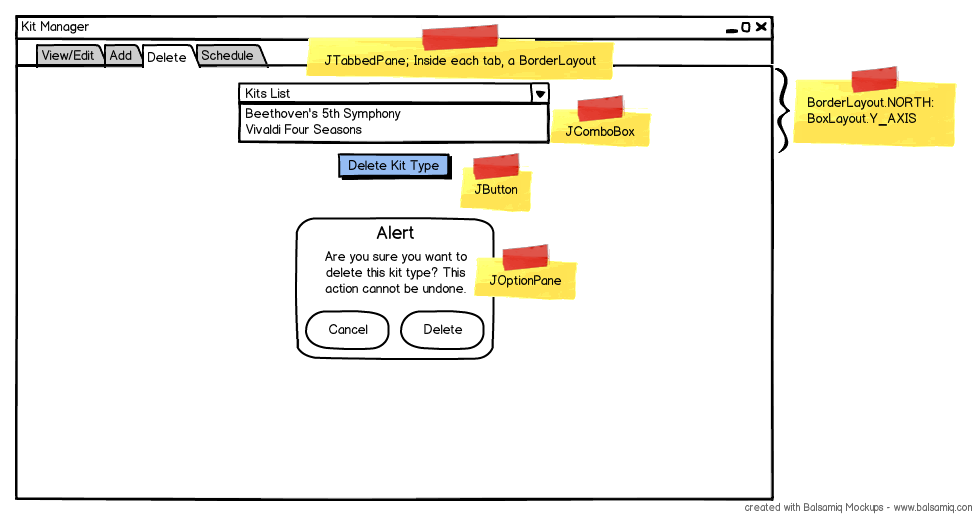 Kit Manager
View/Edit Add Delete Schedule
JTabbedPane; Inside each tab, a BorderLayout
Kits List
Beethoven's 5th Symphony
Vivaldi Four Seasons
JComboBox
BorderLayout.NORTH:
BoxLayout.Y_AXIS
Delete Kit Type
JButton
Alert
Are you sure you want to
delete this kit type? This
action cannot be undone.
JOptionPane
Cancel Delete
created with Balsamiq Mockups - www.balsamiq.com